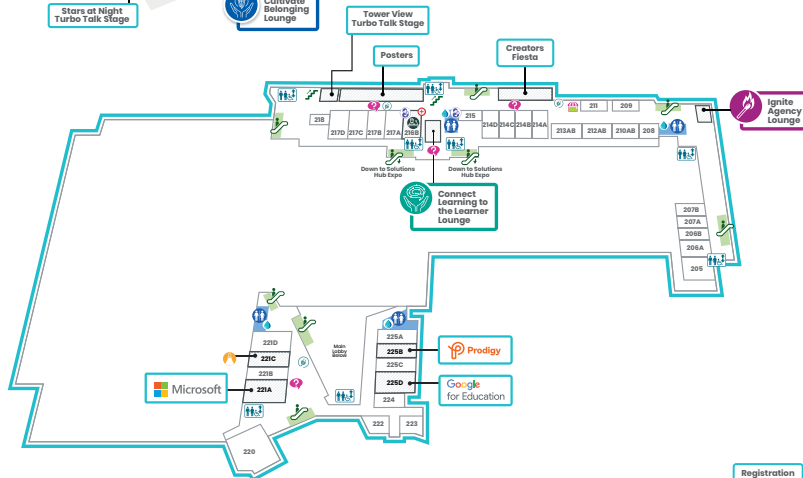 Stars at Night
Turbo Talk Stage
Cultivate
Belonging
Lounge
Tower View
Turbo Talk Stage
Posters
Creators
Fiesta
Ignite
Agency
Lounge
218
217D
217C
217B
217A
216B
215
214D
214C
214B
214A
211
209
213AB
212AB
210AB
208
Down to Solutions
Hub Expo
Down to Solutions
Hub Expo
Connect
Learning to
the Learner
Lounge
207B
207A
206B
206A
205
221D
221C
221B
221A
220
Microsoft
Main
Lobby
Below
225A
225B
225C
225D
224
222
223
Prodigy
Google
for Education
Registration